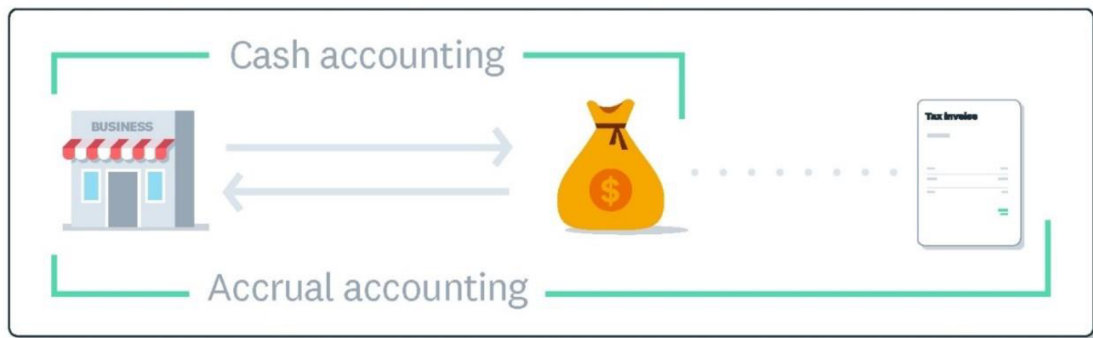 Cash accounting
BUSINESS
$
Tax invoice
Accrual accounting